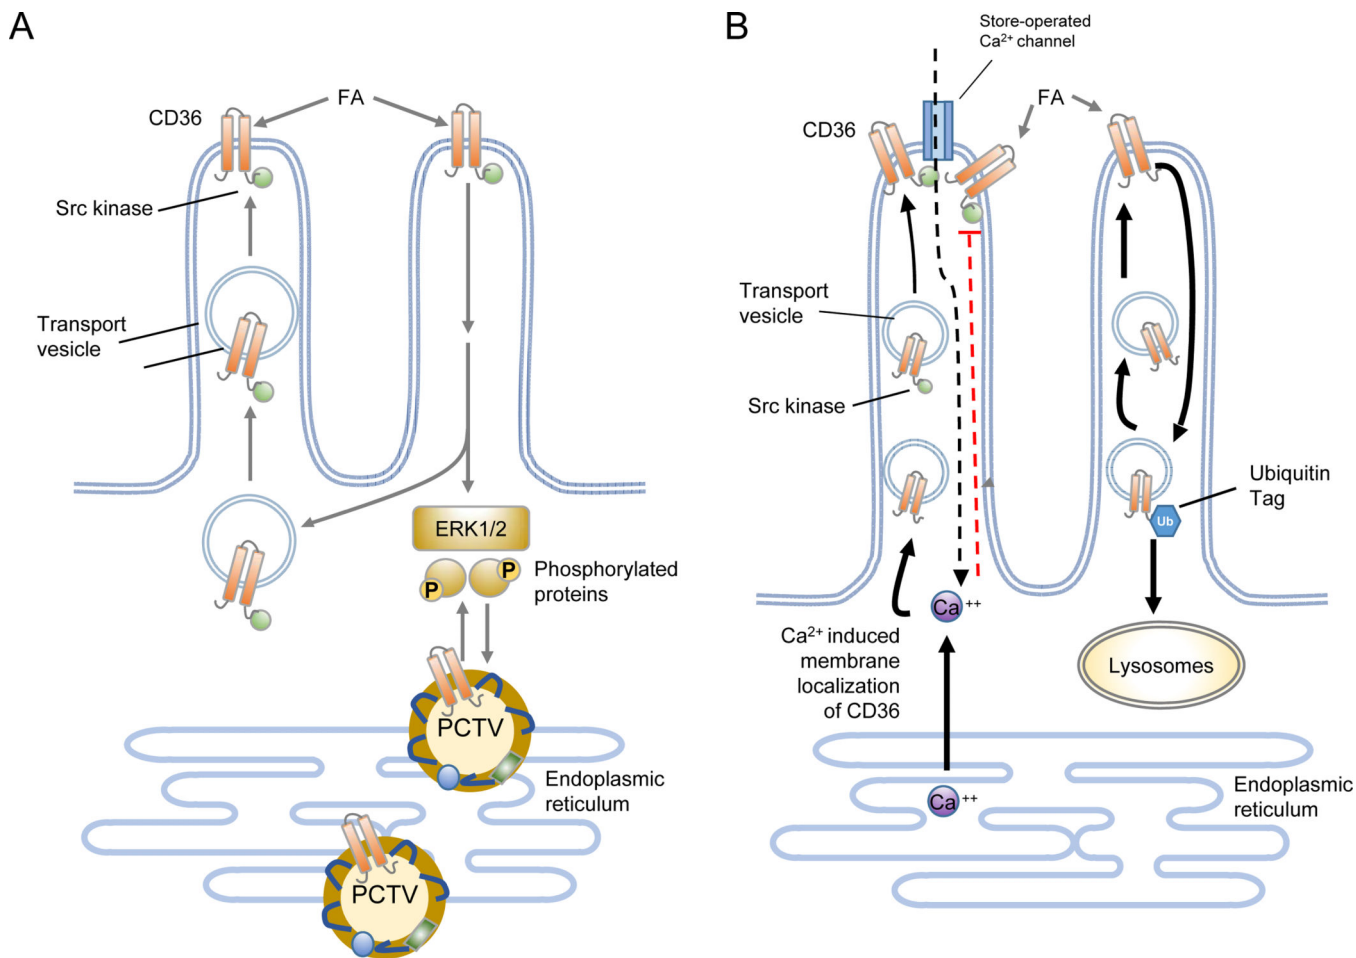 A
FA
CD36
Src kinase
Transport
vesicle
ERK1/2
P
P
Phosphorylated
proteins
PCTV
Endoplasmic
reticulum
PCTV
B
Store-operated
Ca²⁺ channel
FA
CD36
Transport
vesicle
Src kinase
Ubiquitin
Tag
Ub
Ca ++
Ca²⁺ induced
membrane
localization
of CD36
Lysosomes
Ca ++
Endoplasmic
reticulum